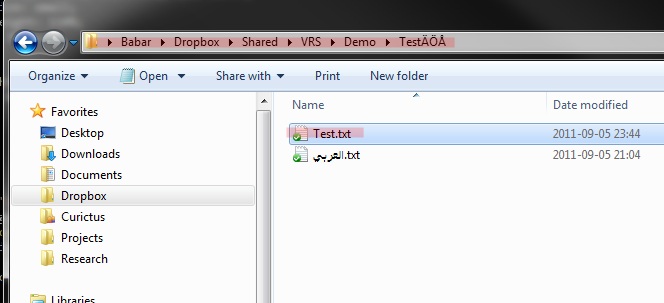 Babar Dropbox Shared VRS Demo TestÄÖÅ
Organize Open Share with Print New folder
Favorites
Desktop
Downloads
Documents
Dropbox
Curictus
Projects
Research
Libraries
Name Date modified
Test.txt 2011-09-05 23:44
العربي.txt 2011-09-05 21:04